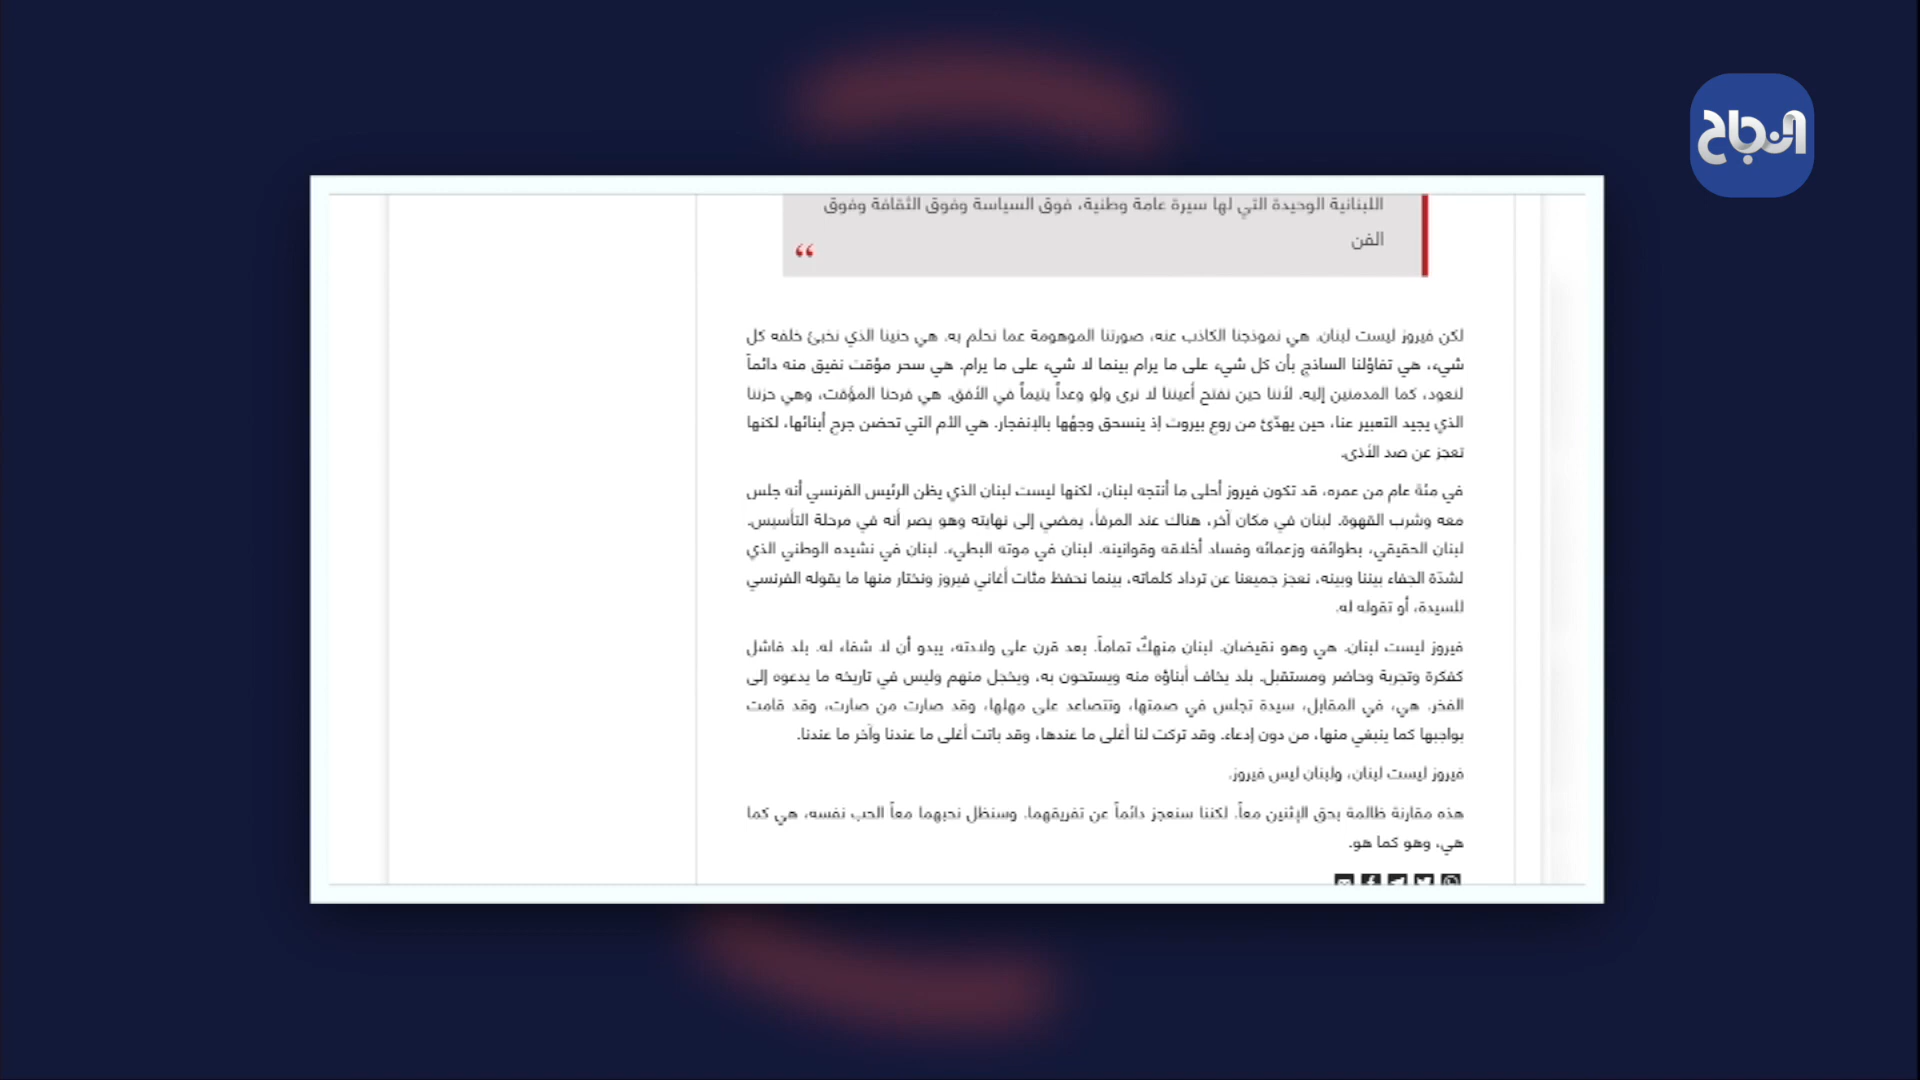 النجاح
اللبنانية الوحيدة التي لها سيرة عامة وطنية، فوق السياسة وفوق الثقافة وفوق
الفن
لكن فيروز ليست لبنان. هي نموذجنا الكاذب عنه، صورتنا الموهومة عما نحلم به. هي حنيننا الذي نخبئ خلفه كل
شيء، هي تفاؤلنا الساذج بأن كل شيء على ما يرام بينما لا شيء على ما يرام. هي سحر مؤقت نفيق منه دائماً
لنعود، كما المدمنين إليه. لأننا حين نفتح أعيننا لا نرى ولو وعداً يتيماً في الأفق. هي فرحنا المؤقت، وهي حزننا
الذي يجيد التعبير عنا، حين يهدّئ من روع بيروت إذ ينسحق وجهُها بالإنفجار. هي الأم التي تحضن جرح أبنائها، لكنها
تعجز عن صد الأذى.
في مئة عام من عمره، قد تكون فيروز أحلى ما أنتجه لبنان، لكنها ليست لبنان الذي يظن الرئيس الفرنسي أنه جلس
معه وشرب القهوة. لبنان في مكان آخر، هناك عند المرفأ، يمضي إلى نهايته وهو يصر أنه في مرحلة التأسيس.
لبنان الحقيقي، بطوائفه وزعمائه وفساد أخلاقه وقوانينه. لبنان في موته البطيء. لبنان في نشيده الوطني الذي
لشدّة الجفاء بيننا وبينه، نعجز جميعنا عن ترداد كلماته، بينما نحفظ مئات أغاني فيروز ونختار منها ما يقوله الفرنسي
للسيدة، أو تقوله له.
فيروز ليست لبنان. هي وهو نقيضان. لبنان منهكٌ تماماً. بعد قرن على ولادته، يبدو أن لا شفاء له. بلد فاشل
كفكرة وتجربة وحاضر ومستقبل. بلد يخاف أبناؤه منه ويستحون به، ويخجل منهم وليس في تاريخه ما يدعوه إلى
الفخر. هي، في المقابل، سيدة تجلس في صمتها، وتتصاعد على مهلها، وقد صارت من صارت، وقد قامت
بواجبها كما ينبغي منها، من دون إدعاء. وقد تركت لنا أغلى ما عندها، وقد باتت أغلى ما عندنا وآخر ما عندنا.
فيروز ليست لبنان، ولبنان ليس فيروز.
هذه مقارنة ظالمة بحق الإثنين معاً. لكننا سنعجز دائماً عن تفريقهما. وسنظل نحبهما معاً الحب نفسه، هي كما
هي، وهو كما هو.